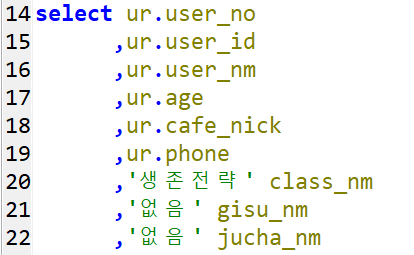 14 select ur.user_no
15 ,ur.user_id
16 ,ur.user_nm
17 ,ur.age
18 ,ur.cafe_nick
19 ,ur.phone
20 ,'생존전략' class_nm
21 ,'없음' gisu_nm
22 ,'없음' jucha_nm